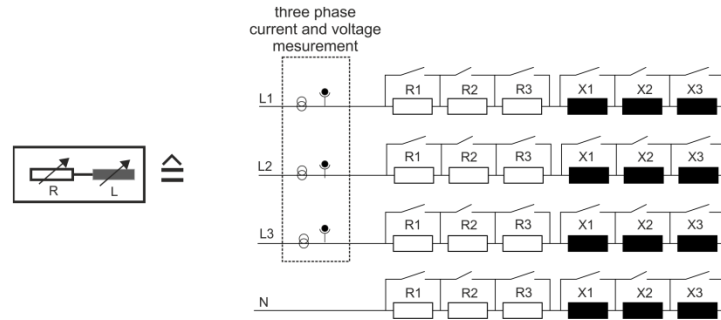 three phase
current and voltage
mesurement
L1
R1 R2 R3 X1 X2 X3
L2
R1 R2 R3 X1 X2 X3
R L
L3
R1 R2 R3 X1 X2 X3
N
R1 R2 R3 X1 X2 X3